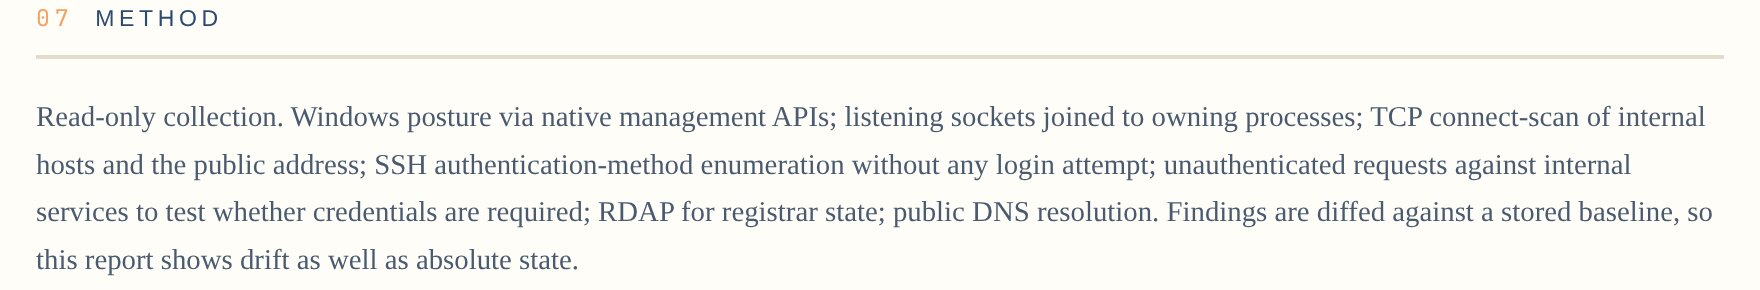 07 METHOD
Read-only collection. Windows posture via native management APIs; listening sockets joined to owning processes; TCP connect-scan of internal
hosts and the public address; SSH authentication-method enumeration without any login attempt; unauthenticated requests against internal
services to test whether credentials are required; RDAP for registrar state; public DNS resolution. Findings are diffed against a stored baseline, so
this report shows drift as well as absolute state.